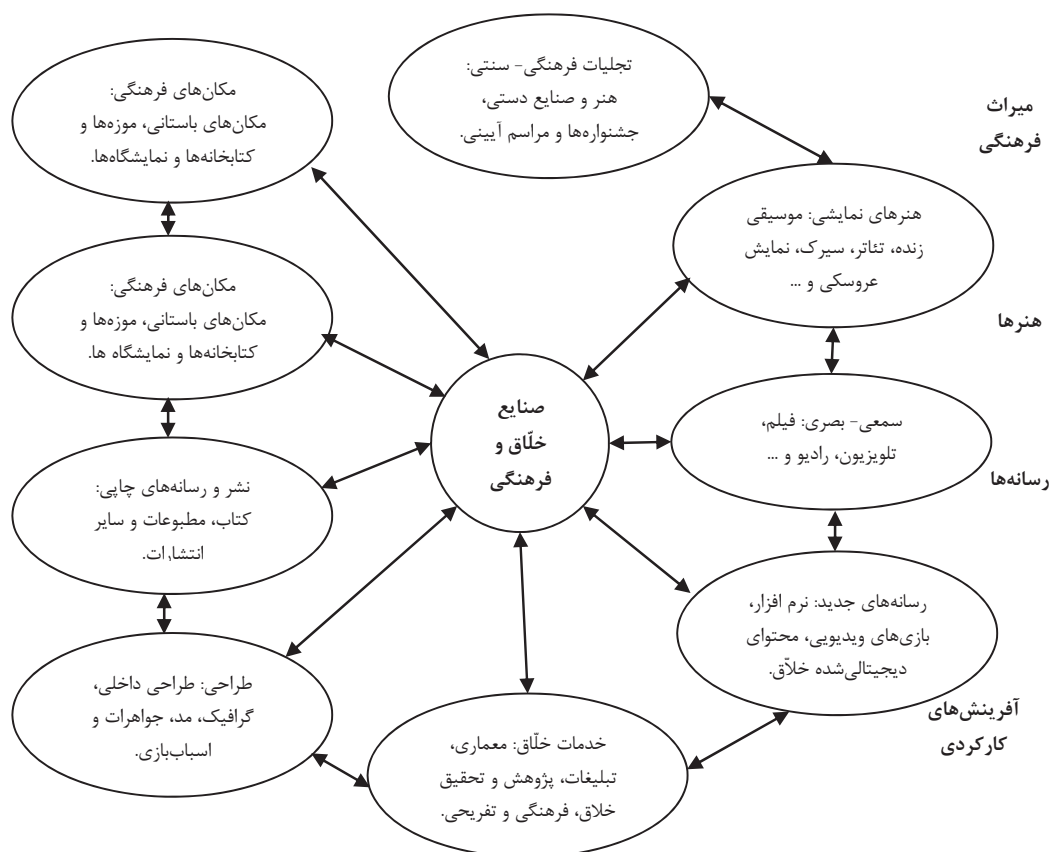 تجلیات فرهنگی- سنتی:
هنر و صنایع دستی،
جشنواره‌ها و مراسم آیینی.
میراث
فرهنگی
مکان‌های فرهنگی:
مکان‌های باستانی، موزه‌ها و
کتابخانه‌ها و نمایشگاه‌ها.
هنرهای نمایشی: موسیقی
زنده، تئاتر، سیرک، نمایش
عروسکی و ...
هنرها
مکان‌های فرهنگی:
مکان‌های باستانی، موزه‌ها و
کتابخانه‌ها و نمایشگاه ها.
صنایع
خلّاق و
فرهنگی
سمعی- بصری: فیلم،
تلویزیون، رادیو و ...
رسانه‌ها
نشر و رسانه‌های چاپی:
کتاب، مطبوعات و سایر
انتشارات.
رسانه‌های جدید: نرم افزار،
بازی‌های ویدیویی، محتوای
دیجیتالی‌شده خلاّق.
آفرینش‌های
کارکردی
طراحی: طراحی داخلی،
گرافیک، مد، جواهرات و
اسباب‌بازی.
خدمات خلّاق: معماری،
تبلیغات، پژوهش و تحقیق
خلاق، فرهنگی و تفریحی.